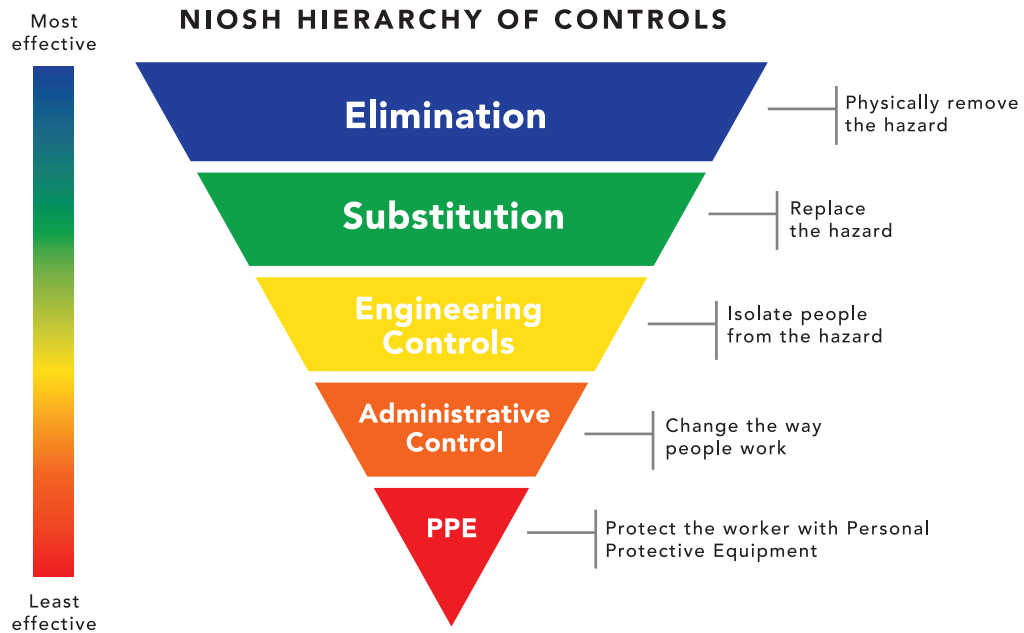 NIOSH HIERARCHY OF CONTROLS
Most
effective
Elimination
Physically remove
the hazard
Substitution
Replace
the hazard
Engineering
Controls
Isolate people
from the hazard
Administrative
Control
Change the way
people work
PPE
Protect the worker with Personal
Protective Equipment
Least
effective